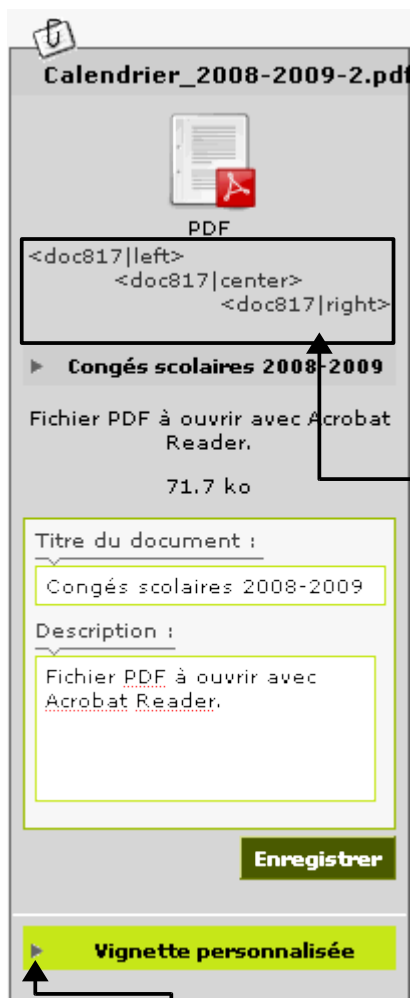 Calendrier_2008-2009-2.pdf
PDF
<doc817|left>
<doc817|center>
<doc817|right>
Congés scolaires 2008-2009
Fichier PDF à ouvrir avec Acrobat
Reader.
71.7 ko
Titre du document :
Congés scolaires 2008-2009
Description :
Fichier PDF à ouvrir avec
Acrobat Reader.
Enregistrer
Vignette personnalisée